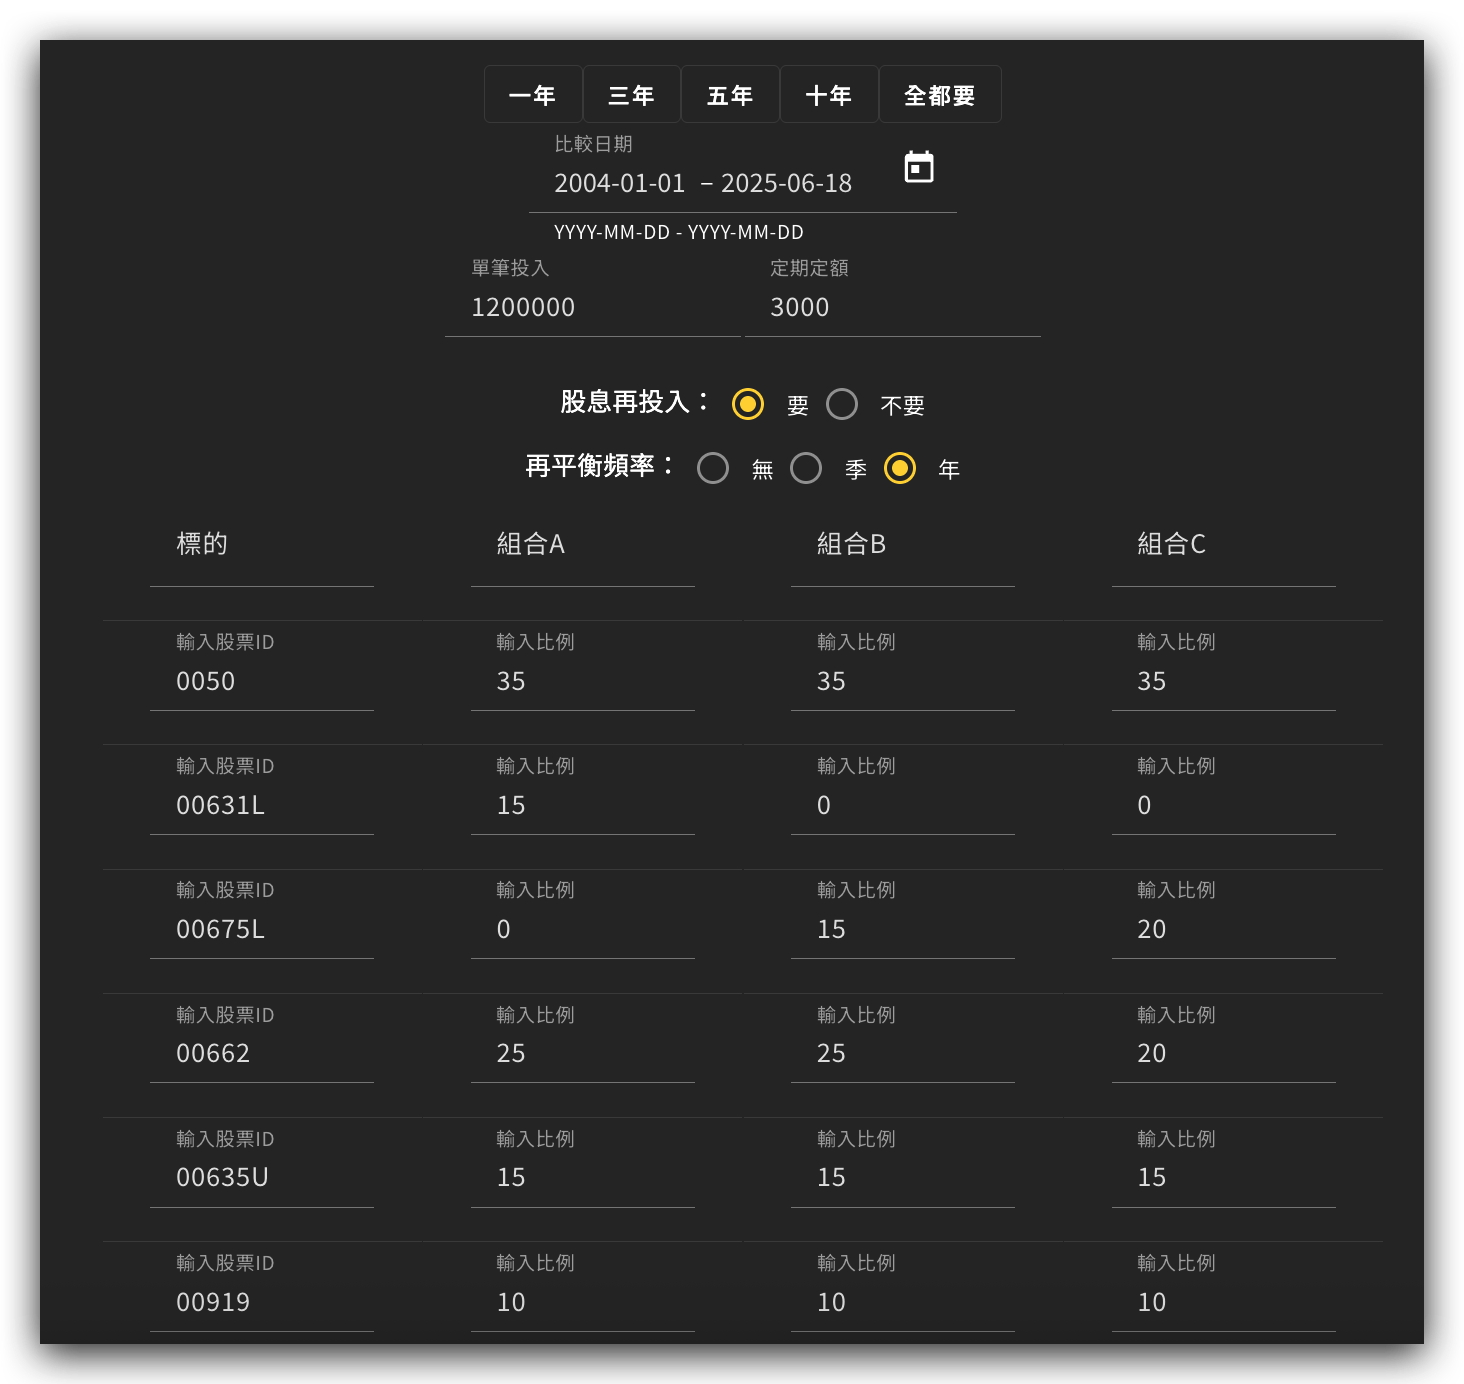 一年 三年 五年 十年 全都要
比較日期
2004-01-01 – 2025-06-18
YYYY-MM-DD - YYYY-MM-DD
單筆投入 定期定額
1200000 3000
股息再投入： 要 不要
再平衡頻率： 無 季 年
標的 組合A 組合B 組合C
輸入股票ID 輸入比例 輸入比例 輸入比例
0050 35 35 35
輸入股票ID 輸入比例 輸入比例 輸入比例
00631L 15 0 0
輸入股票ID 輸入比例 輸入比例 輸入比例
00675L 0 15 20
輸入股票ID 輸入比例 輸入比例 輸入比例
00662 25 25 20
輸入股票ID 輸入比例 輸入比例 輸入比例
00635U 15 15 15
輸入股票ID 輸入比例 輸入比例 輸入比例
00919 10 10 10